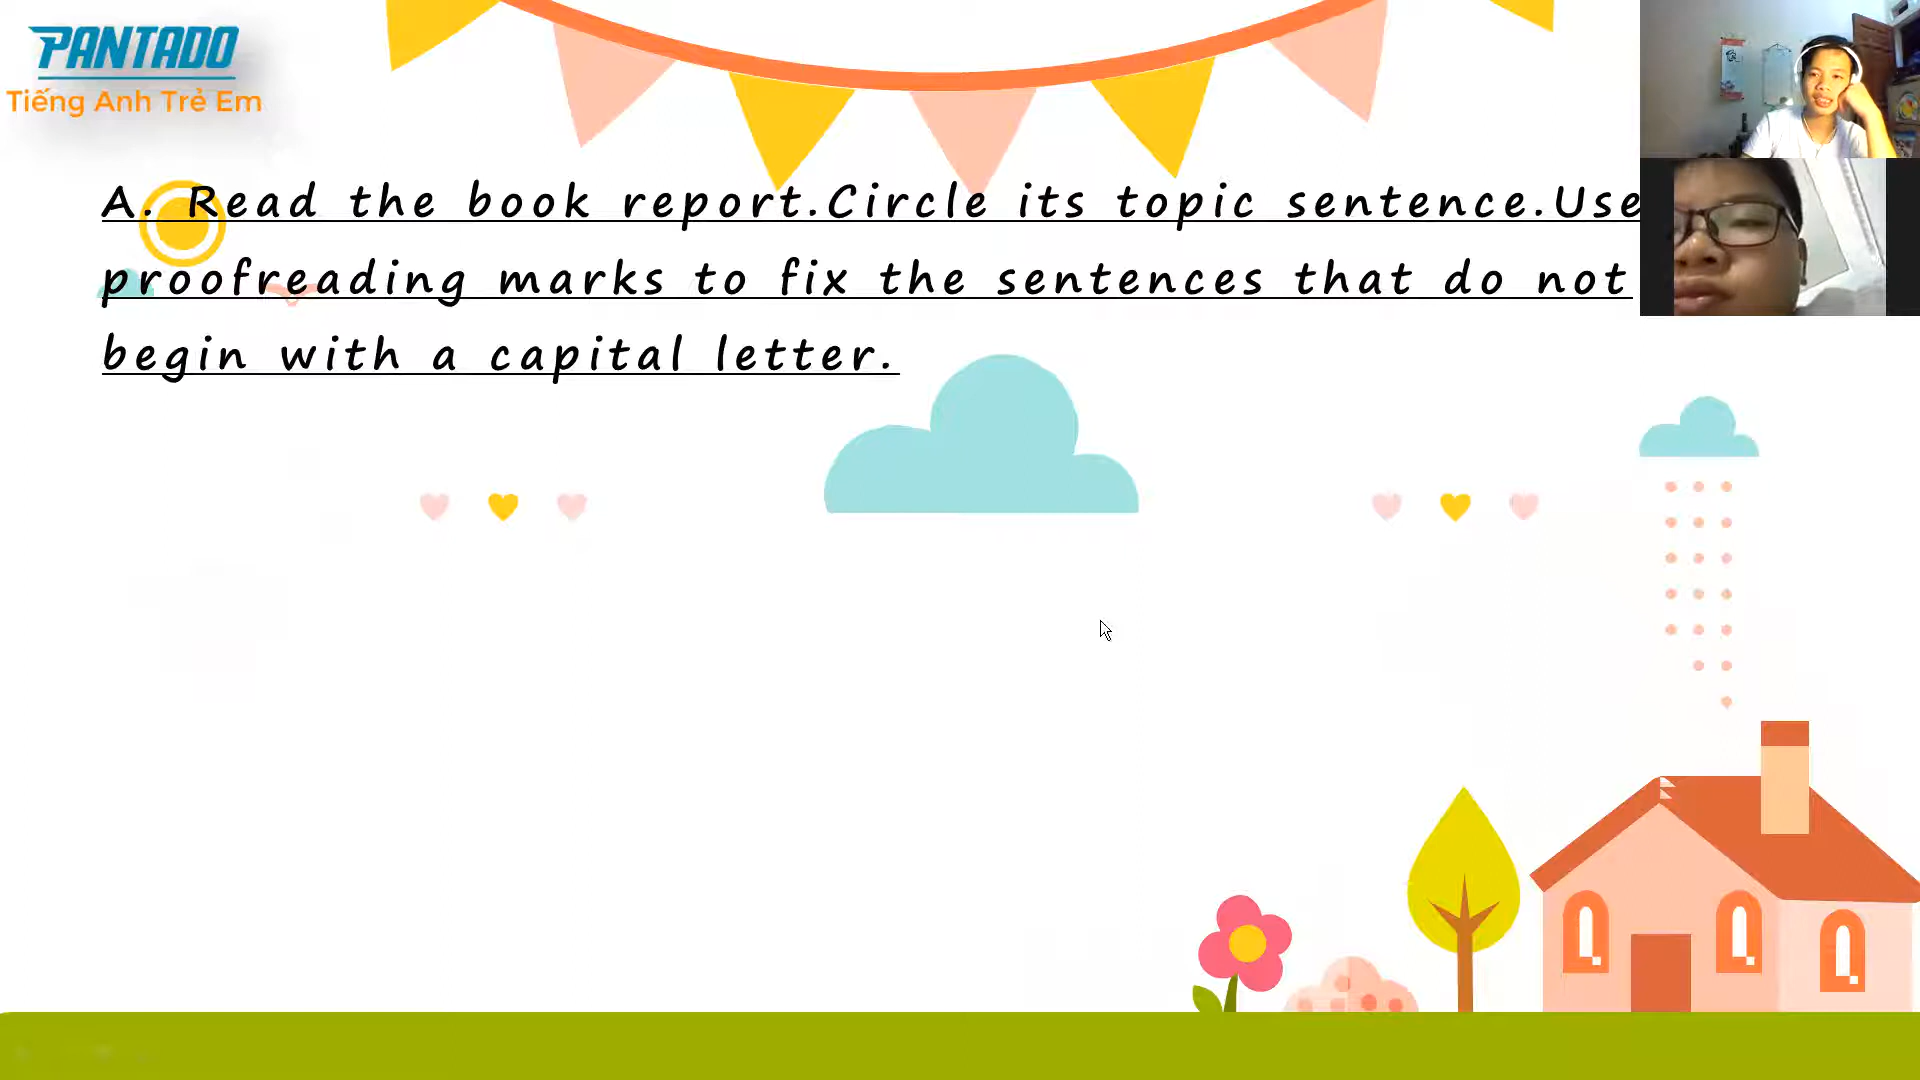 PANTADO
Tiếng Anh Trẻ Em
A. Read the book report.Circle its topic sentence.Use
proofreading marks to fix the sentences that do not
begin with a capital letter.